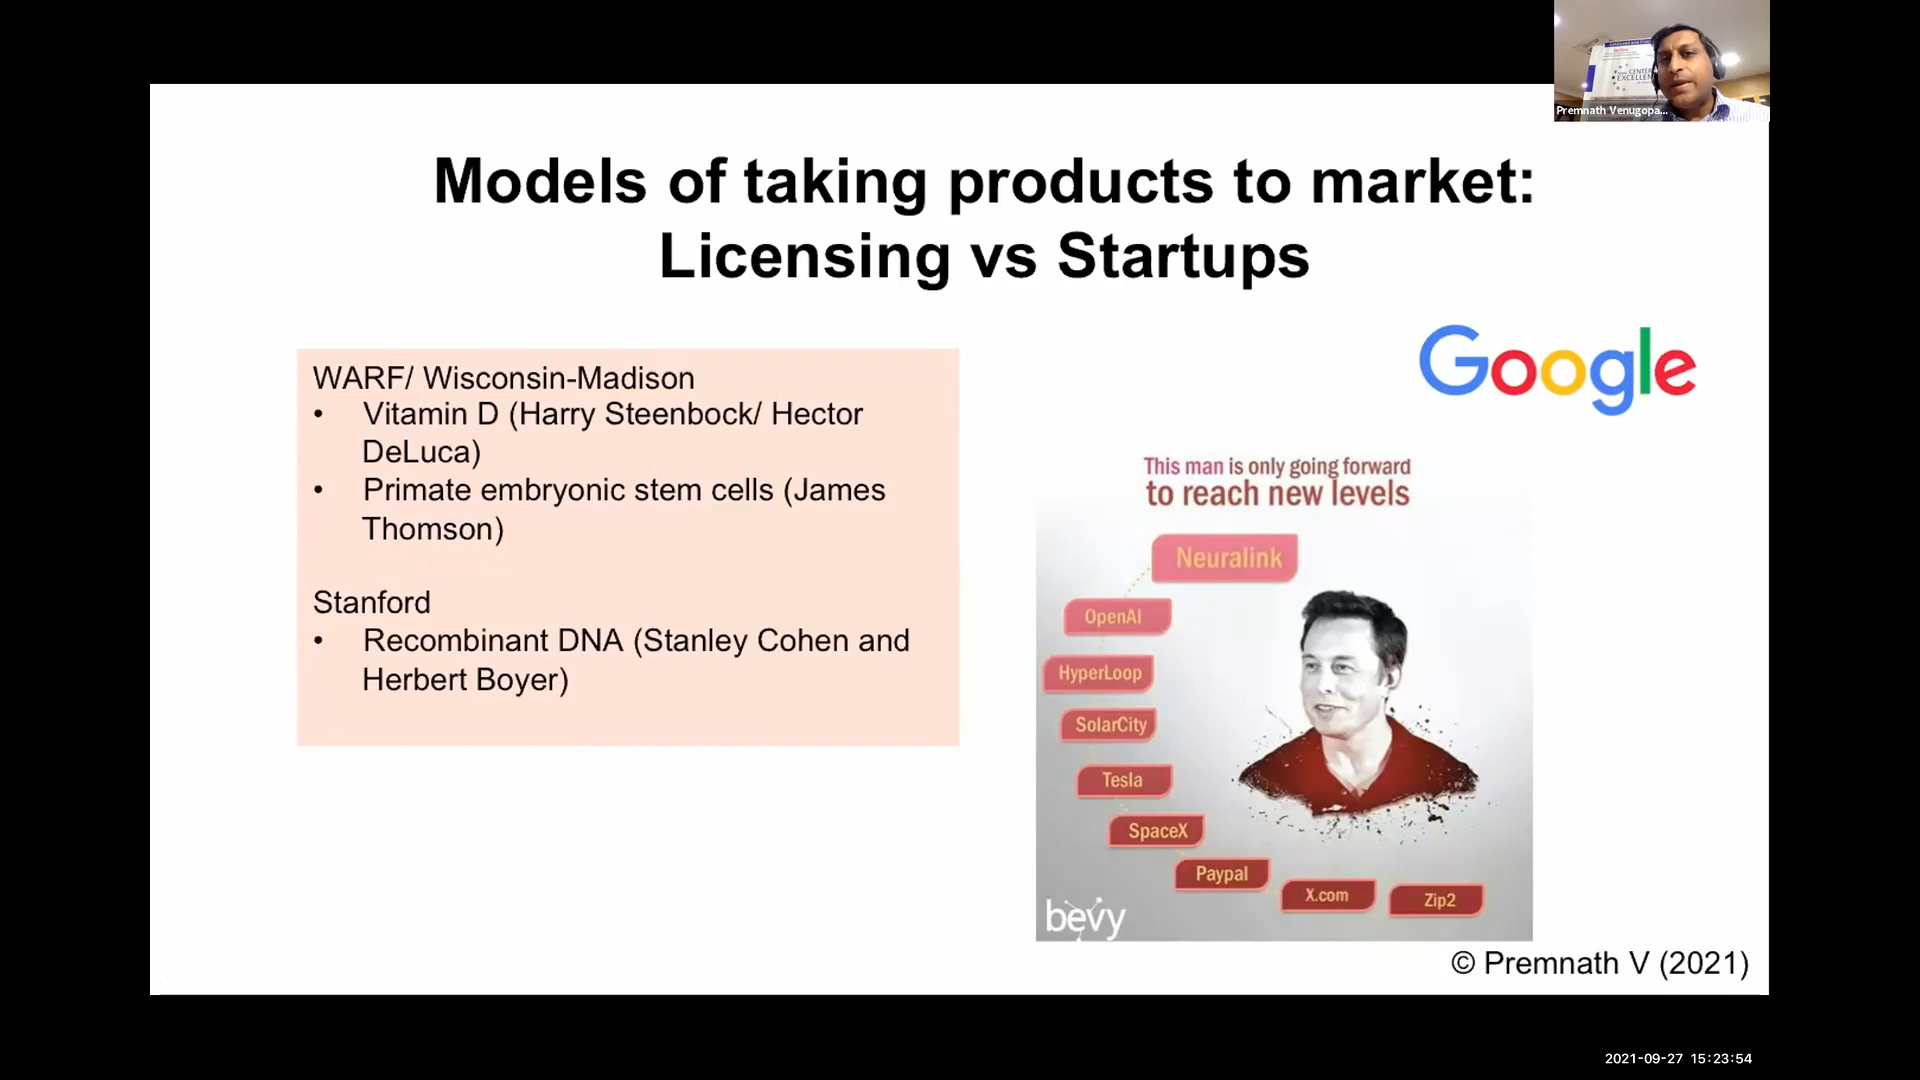 CENTER
EXCELLEN
Premnath Venugopa...
Models of taking products to market:
Licensing vs Startups
WARF/ Wisconsin-Madison
• Vitamin D (Harry Steenbock/ Hector
DeLuca)
• Primate embryonic stem cells (James
Thomson)
Stanford
• Recombinant DNA (Stanley Cohen and
Herbert Boyer)
Google
This man is only going forward
to reach new levels
Neuralink
OpenAI
HyperLoop
SolarCity
Tesla
SpaceX
Paypal
X.com
Zip2
bevy
© Premnath V (2021)
2021-09-27 15:23:54